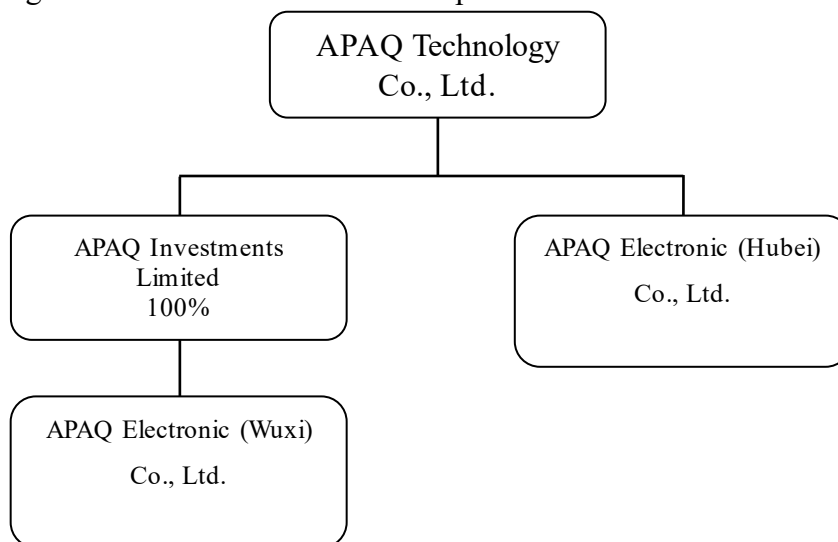 APAQ Technology
Co., Ltd.
APAQ Investments
Limited
100%
APAQ Electronic (Hubei)
Co., Ltd.
APAQ Electronic (Wuxi)
Co., Ltd.